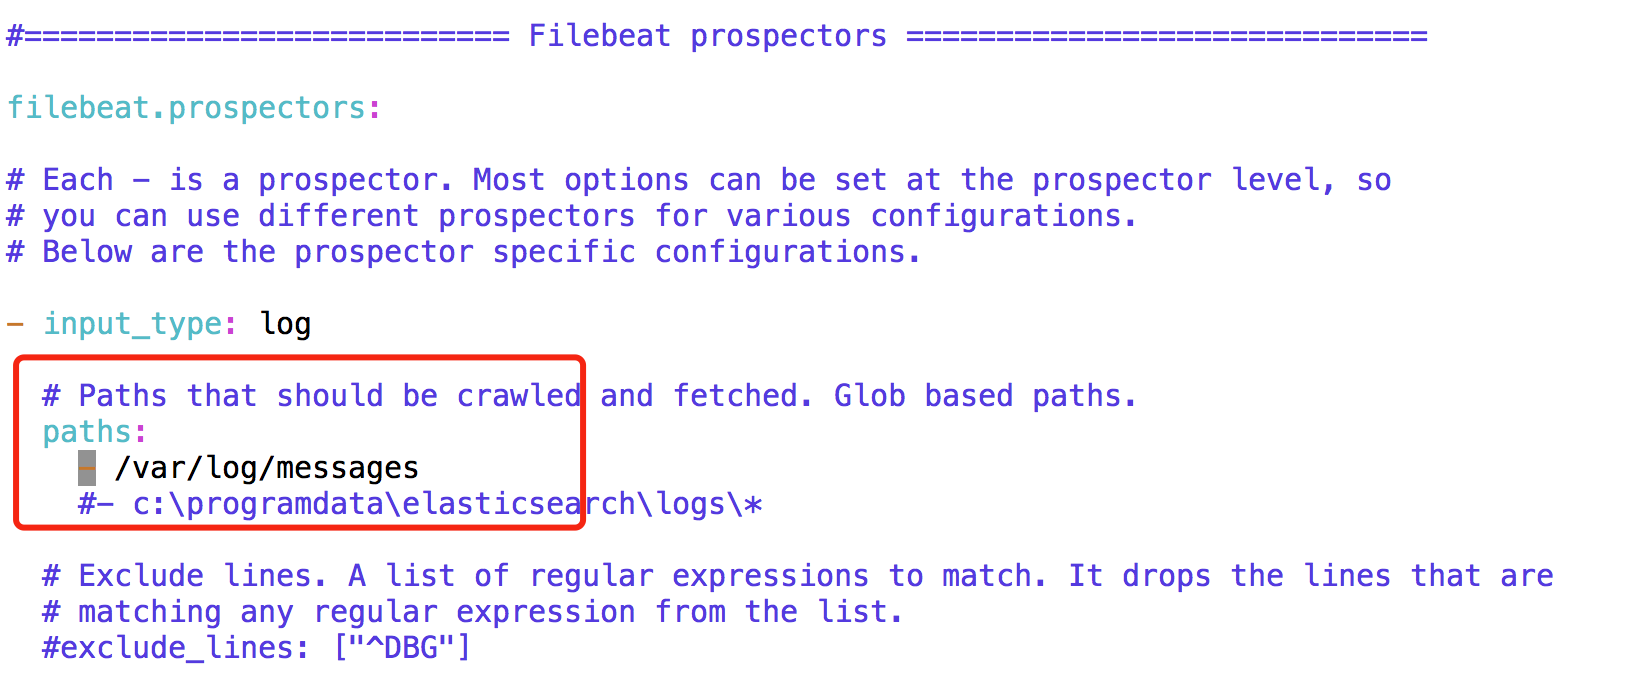 #=========================== Filebeat prospectors =============================
filebeat.prospectors:
# Each - is a prospector. Most options can be set at the prospector level, so
# you can use different prospectors for various configurations.
# Below are the prospector specific configurations.
- input_type: log
# Paths that should be crawled and fetched. Glob based paths.
paths:
- /var/log/messages
#- c:\programdata\elasticsearch\logs\*
# Exclude lines. A list of regular expressions to match. It drops the lines that are
# matching any regular expression from the list.
#exclude_lines: ["^DBG"]